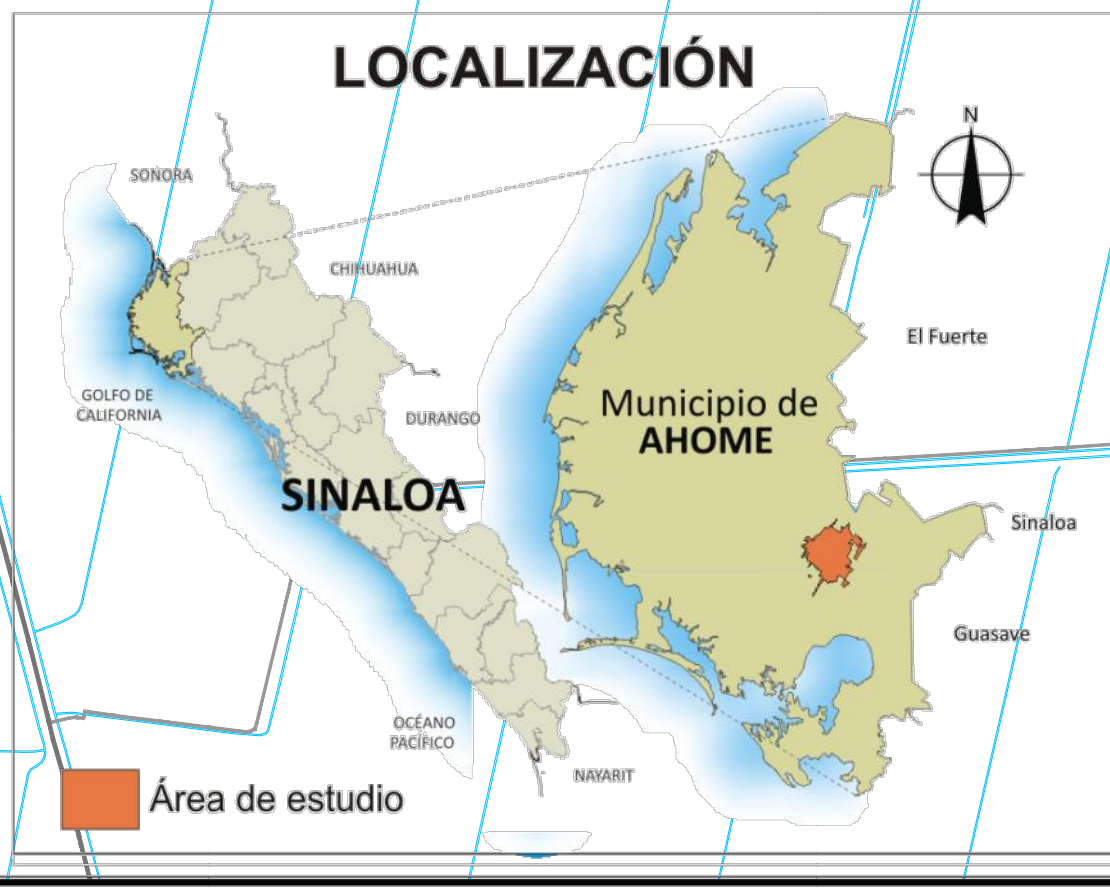 LOCALIZACIÓN
N
SONORA
CHIHUAHUA
El Fuerte
GOLFO DE
CALIFORNIA
DURANGO
Municipio de
AHOME
SINALOA
Sinaloa
Guasave
OCÉANO
PACÍFICO
NAYARIT
Área de estudio